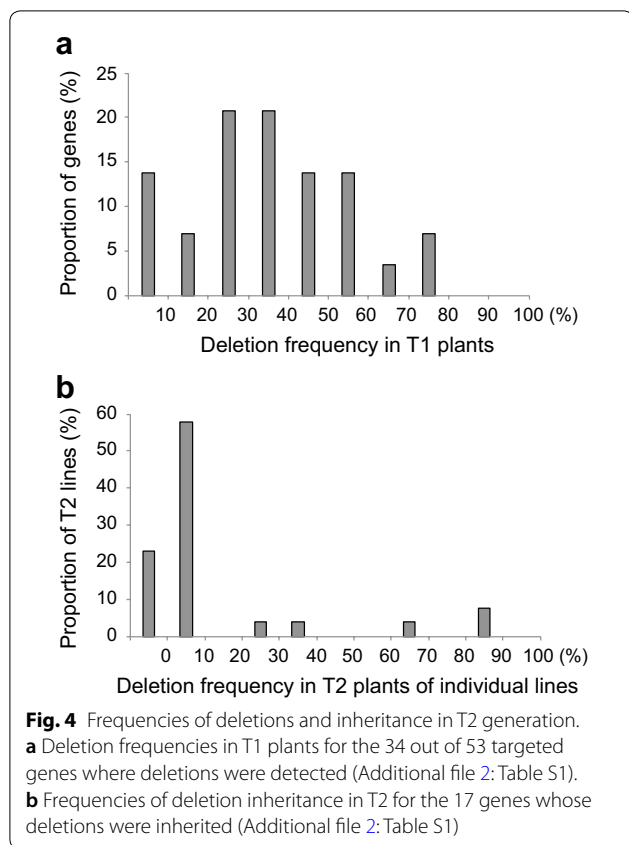 a
25
20
15
10
5
0
Proportion of genes (%)
10 20 30 40 50 60 70 80 90 100 (%)
Deletion frequency in T1 plants
b
60
50
40
30
20
10
0
Proportion of T2 lines (%)
0 10 20 30 40 50 60 70 80 90 100 (%)
Deletion frequency in T2 plants of individual lines
Fig. 4 Frequencies of deletions and inheritance in T2 generation.
a Deletion frequencies in T1 plants for the 34 out of 53 targeted
genes where deletions were detected (Additional file 2: Table S1).
b Frequencies of deletion inheritance in T2 for the 17 genes whose
deletions were inherited (Additional file 2: Table S1)